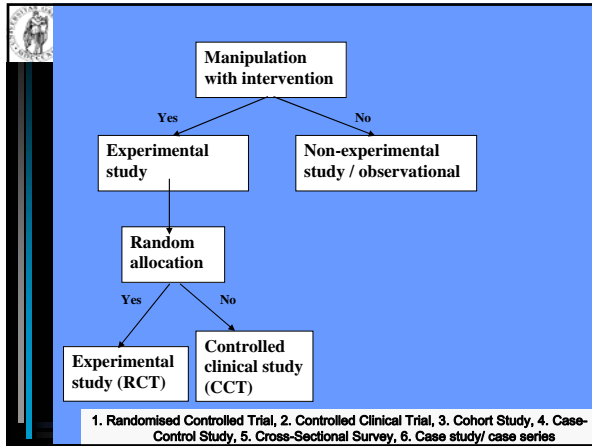 Manipulation
with intervention
Yes
No
Experimental
study
Non-experimental
study / observational
Random
allocation
Yes
No
Experimental
study (RCT)
Controlled
clinical study
(CCT)
1. Randomised Controlled Trial, 2. Controlled Clinical Trial, 3. Cohort Study, 4. Case-
Control Study, 5. Cross-Sectional Survey, 6. Case study/ case series